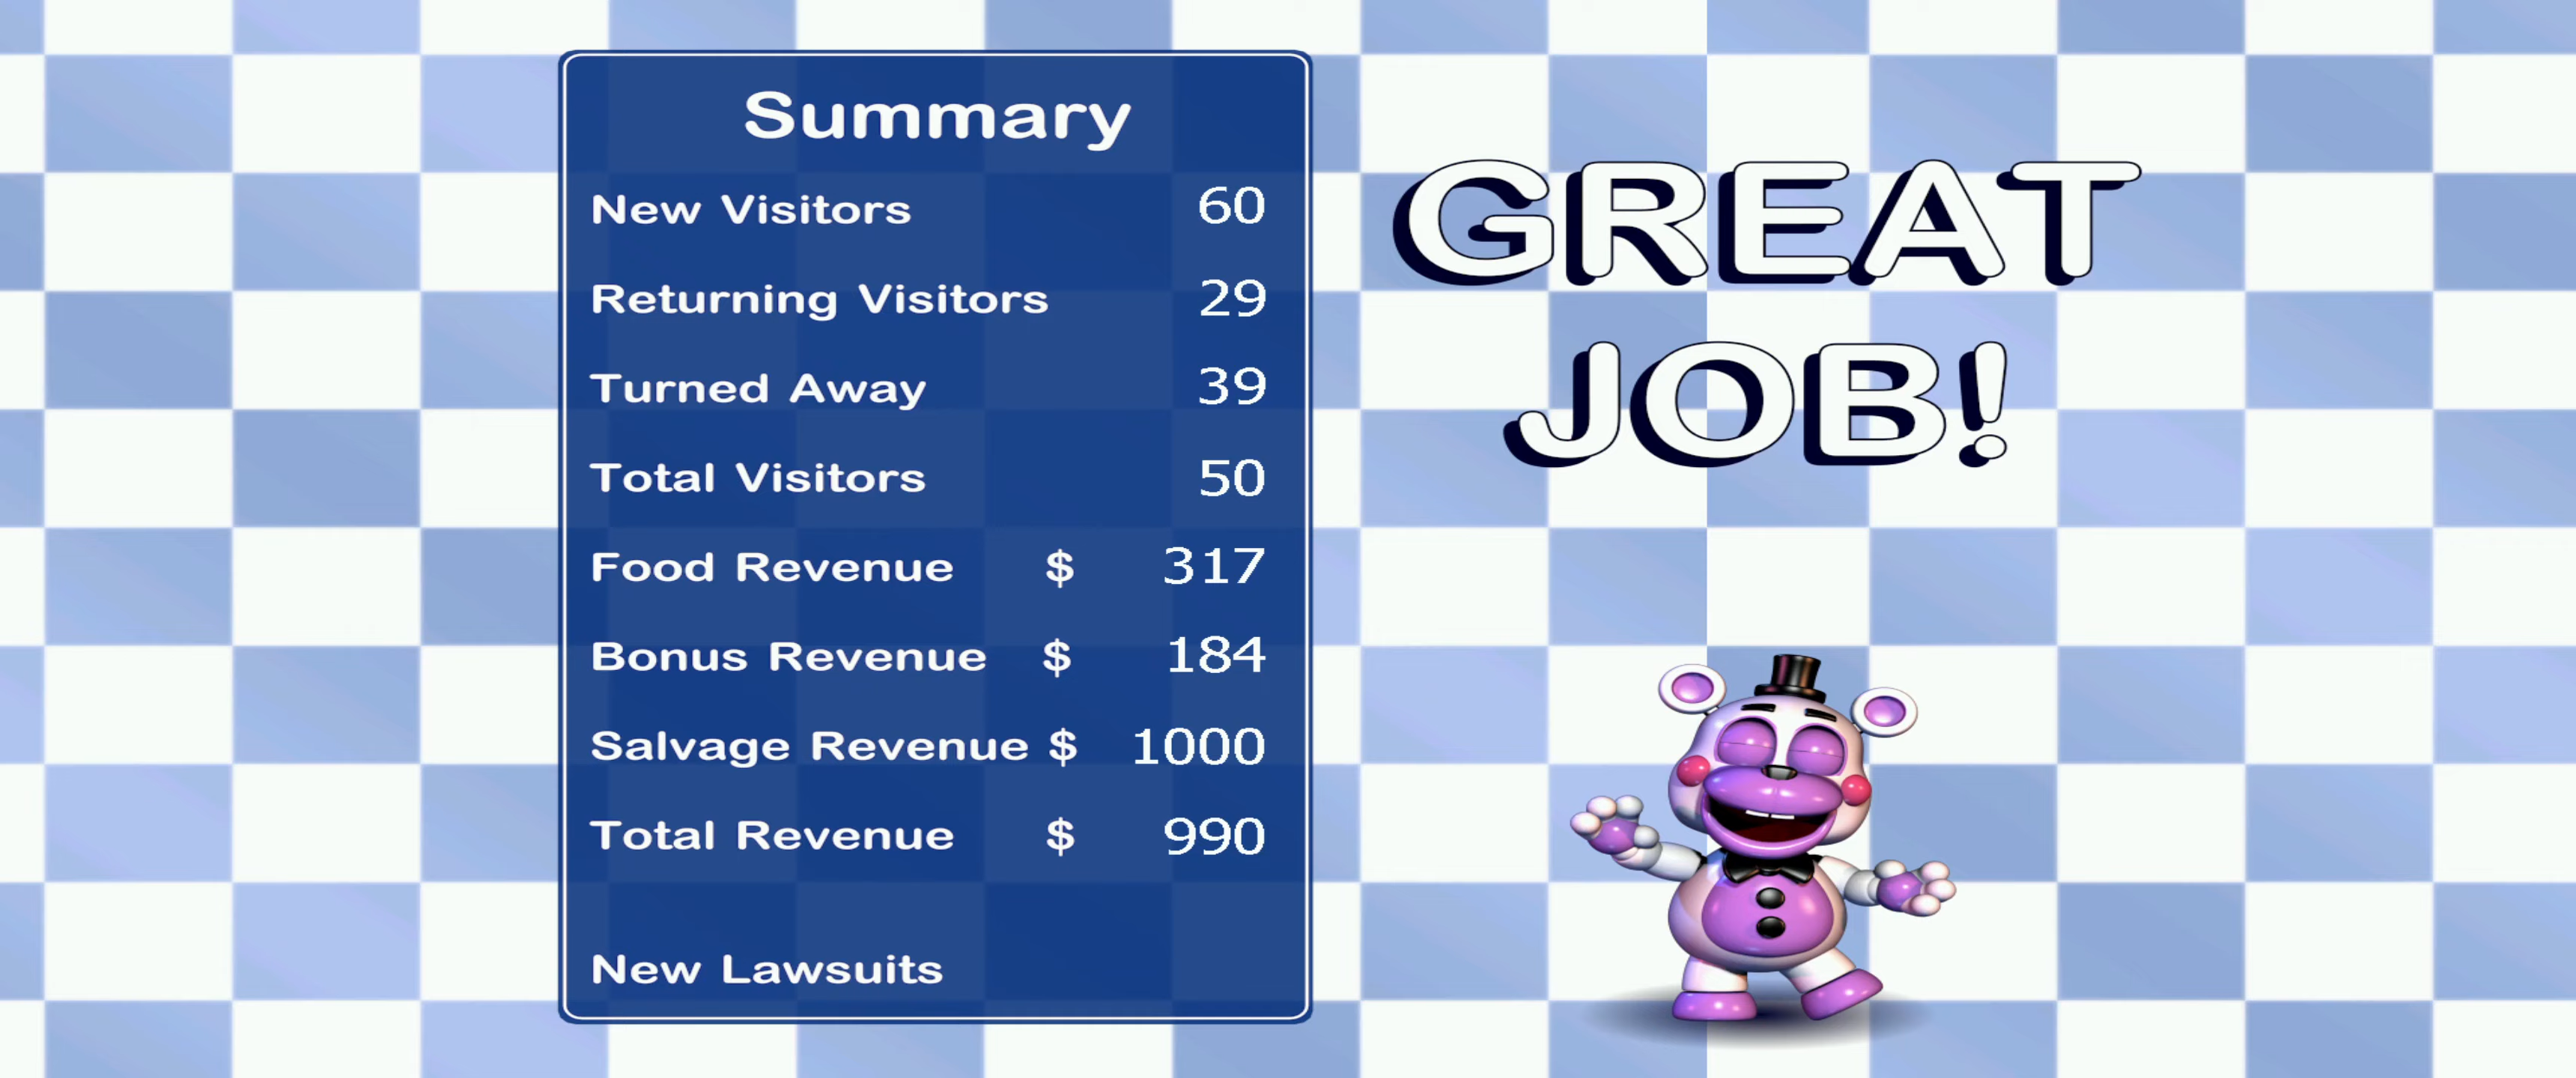 Summary
New Visitors 60
Returning Visitors 29
Turned Away 39
Total Visitors 50
Food Revenue $ 317
Bonus Revenue $ 184
Salvage Revenue $ 1000
Total Revenue $ 990
New Lawsuits
GREAT
JOB!